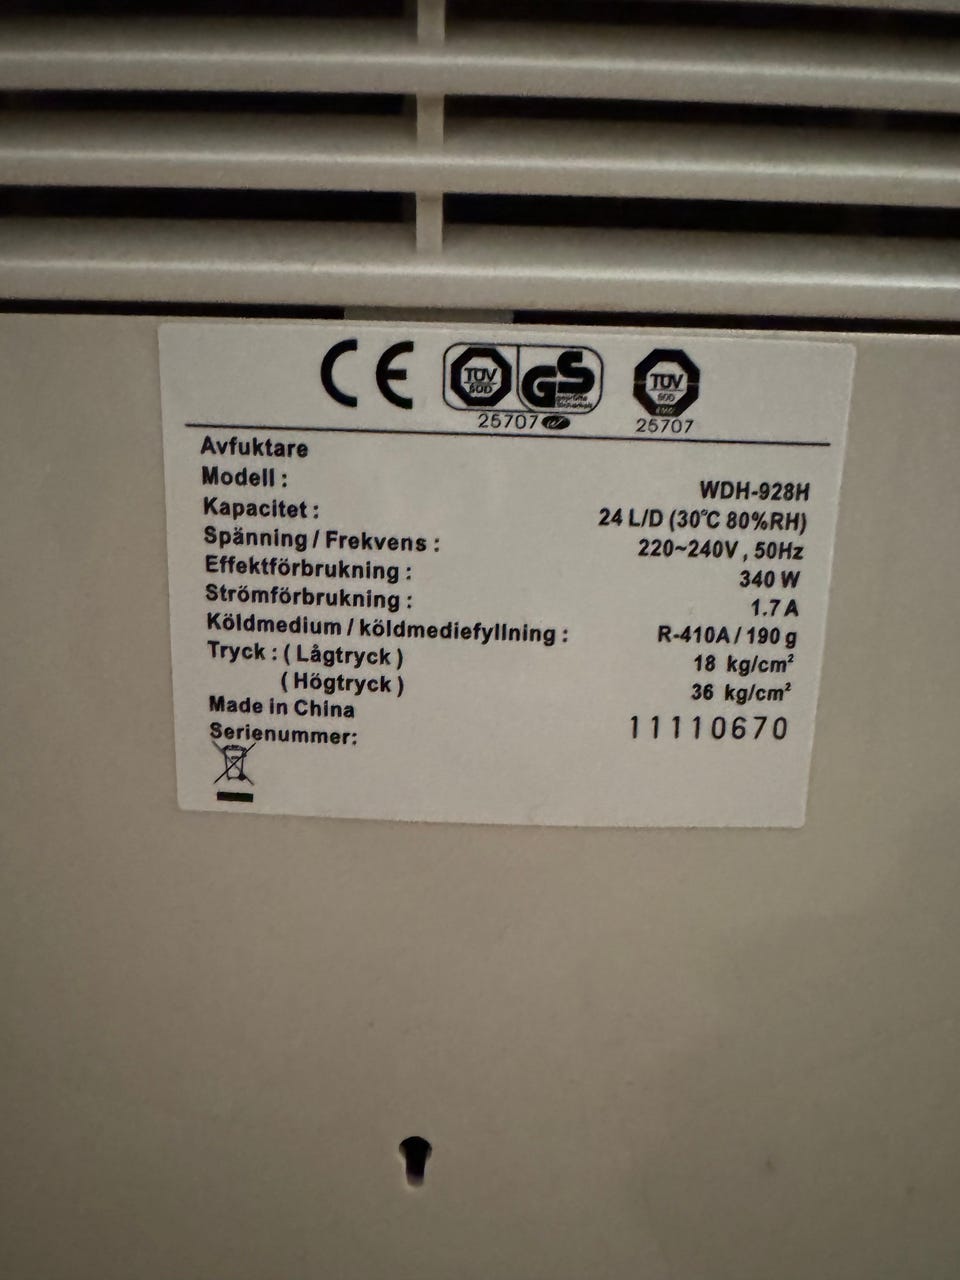 CE TÜV SÜD GS TÜV SÜD
25707 25707
Avfuktare
Modell : WDH-928H
Kapacitet : 24 L/D (30℃ 80%RH)
Spänning / Frekvens : 220~240V , 50Hz
Effektförbrukning : 340 W
Strömförbrukning : 1.7 A
Köldmedium / köldmediefyllning : R-410A / 190 g
Tryck : ( Lågtryck ) 18 kg/cm²
( Högtryck ) 36 kg/cm²
Made in China
Serienummer: 11110670